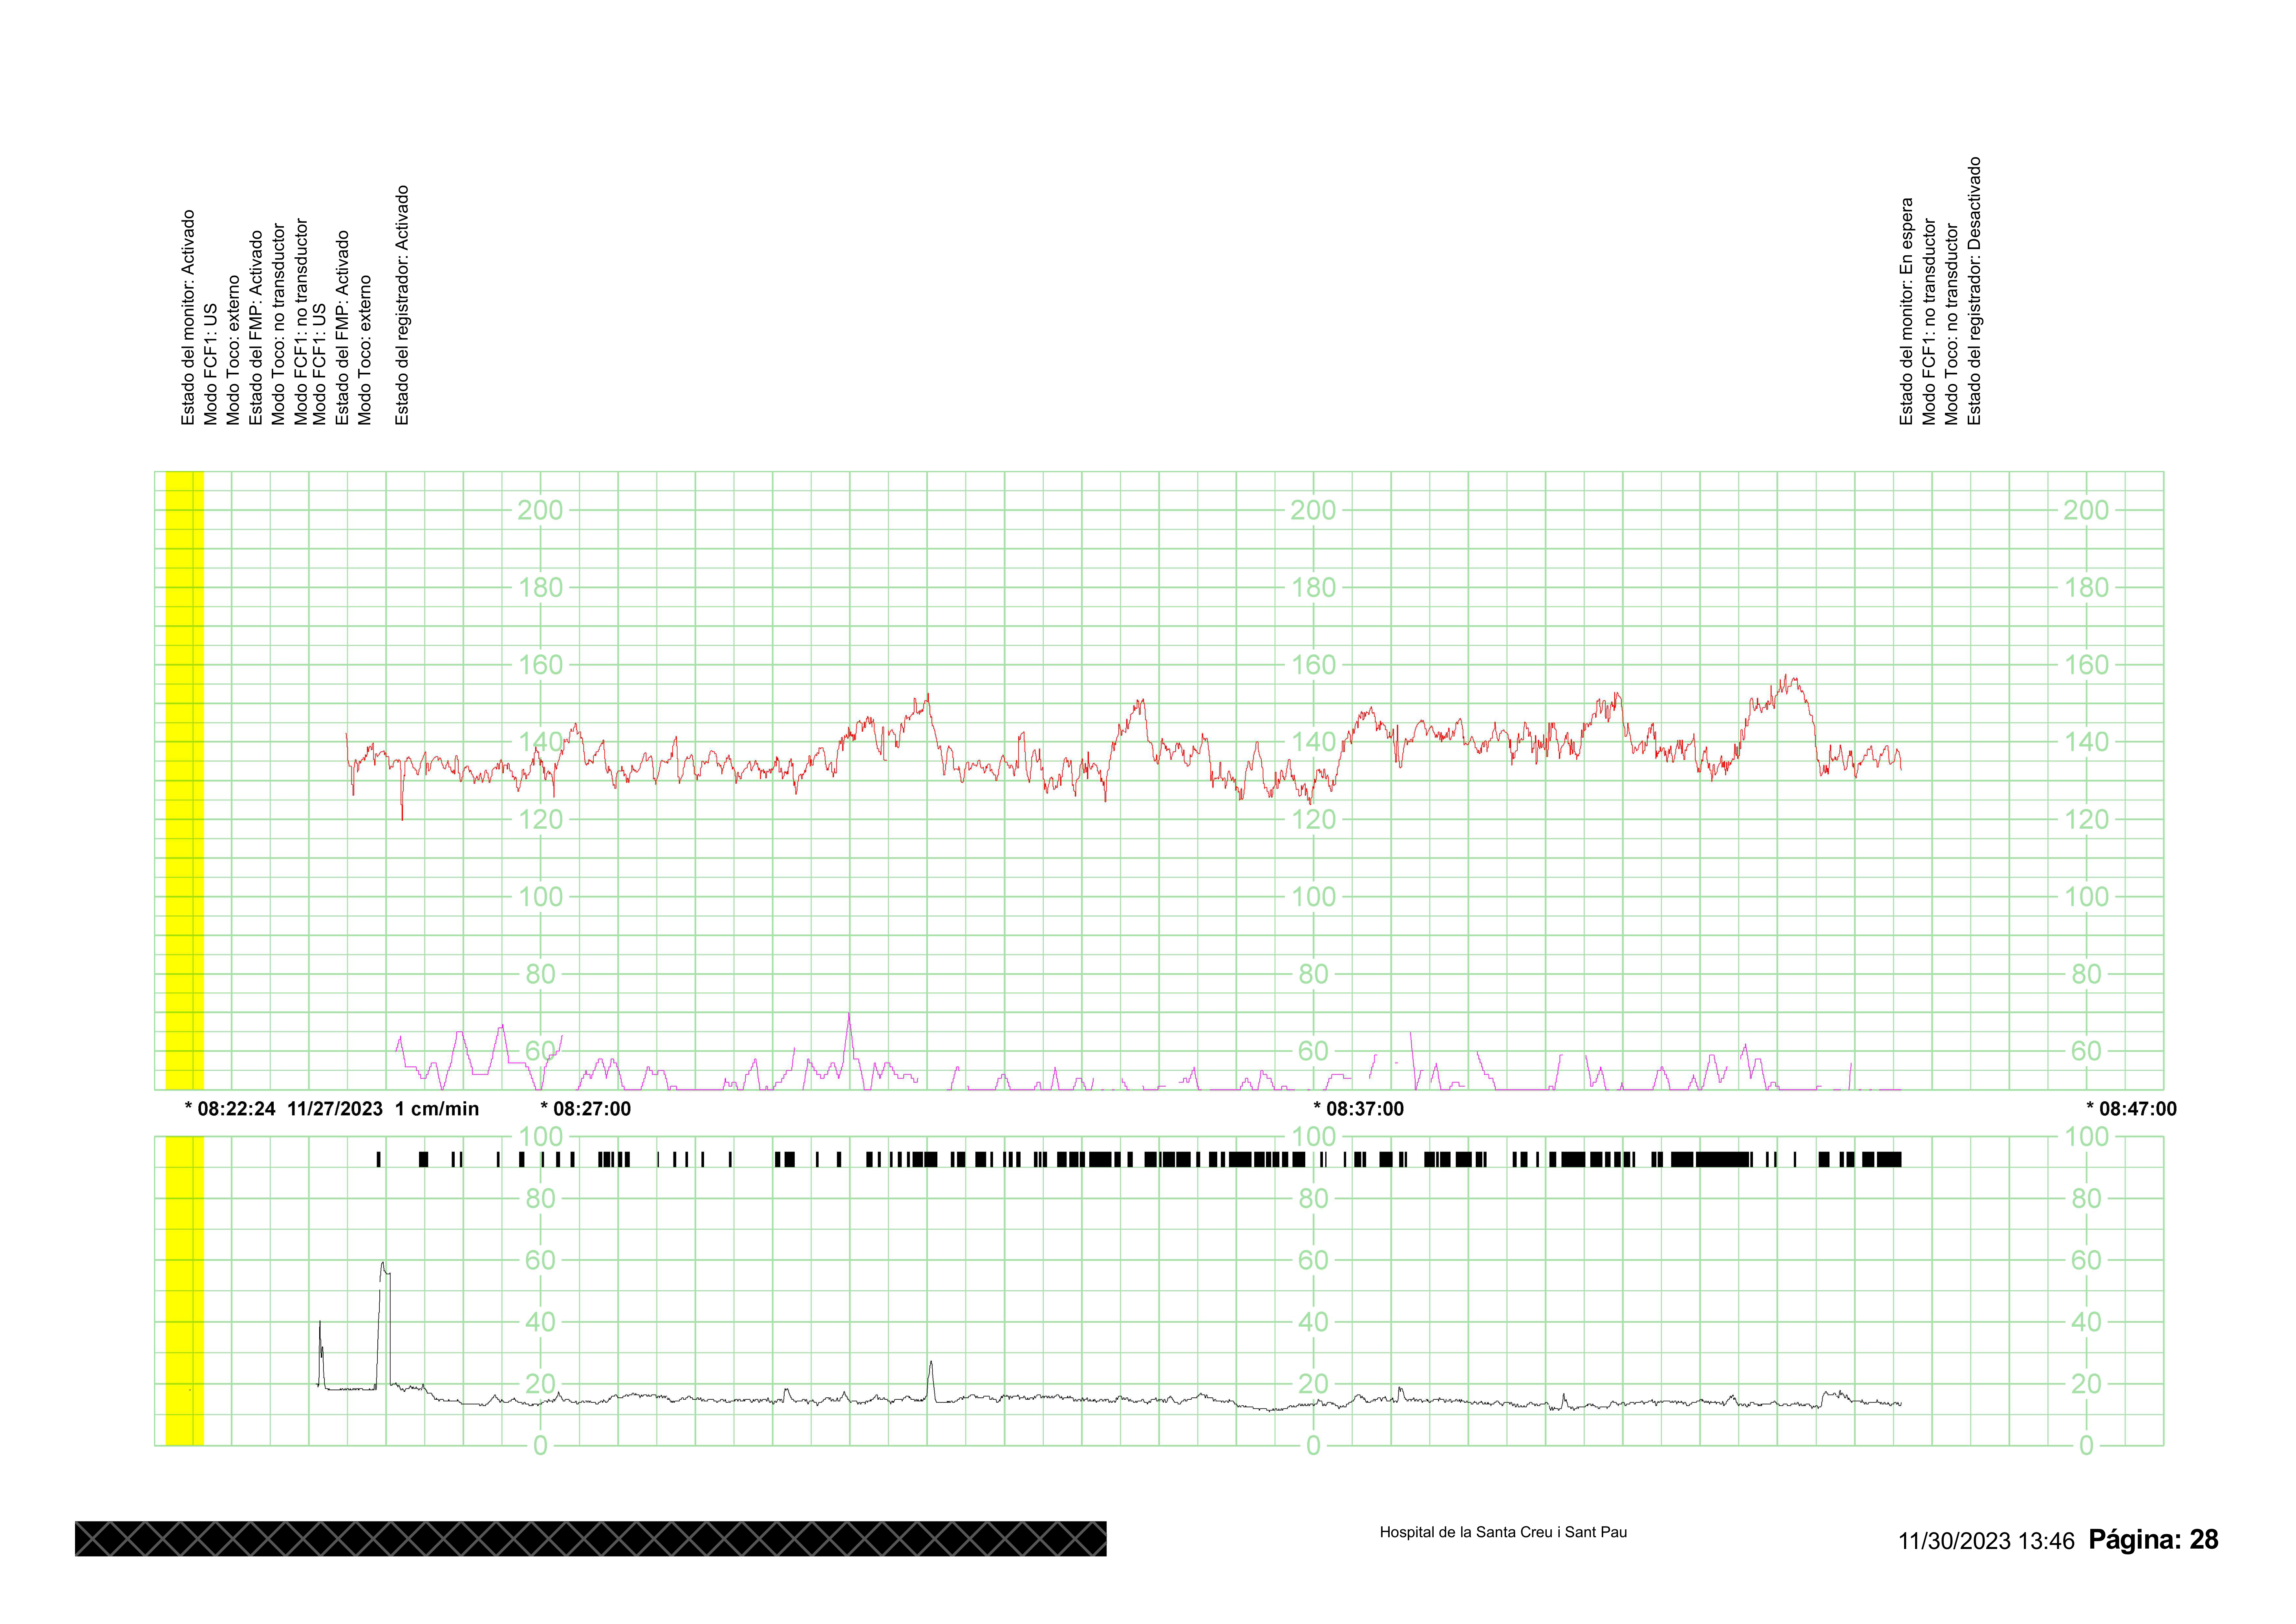 Estado del monitor: Activado
Modo FCF1: US
Modo Toco: externo
Estado del FMP: Activado
Modo Toco: no transductor
Modo FCF1: no transductor
Modo FCF1: US
Estado del FMP: Activado
Modo Toco: externo
Estado del registrador: Activado
Estado del monitor: En espera
Modo FCF1: no transductor
Modo Toco: no transductor
Estado del registrador: Desactivado
200 200 200
180 180 180
160 160 160
140 140 140
120 120 120
100 100 100
80 80 80
60 60 60
* 08:22:24 11/27/2023 1 cm/min * 08:27:00 * 08:37:00 * 08:47:00
100 100 100
80 80 80
60 60 60
40 40 40
20 20 20
0 0 0
Hospital de la Santa Creu i Sant Pau
11/30/2023 13:46 Página: 28